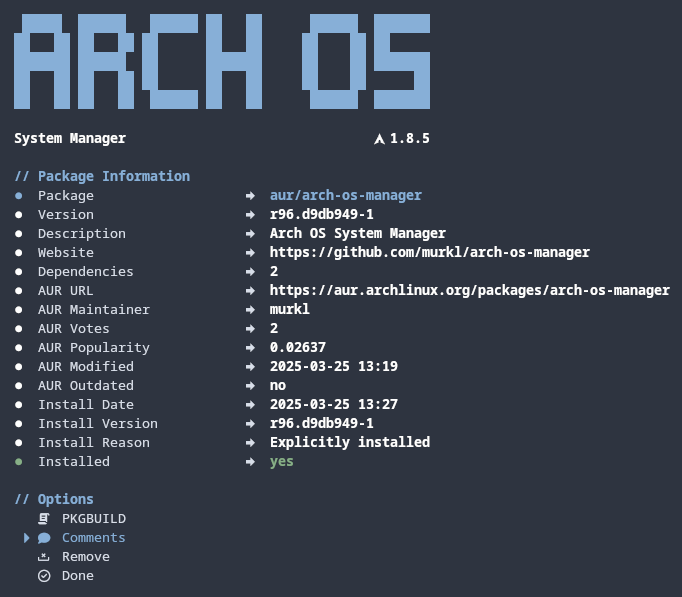 ARCH OS
System Manager 1.8.5
// Package Information
Package aur/arch-os-manager
Version r96.d9db949-1
Description Arch OS System Manager
Website https://github.com/murkl/arch-os-manager
Dependencies 2
AUR URL https://aur.archlinux.org/packages/arch-os-manager
AUR Maintainer murkl
AUR Votes 2
AUR Popularity 0.02637
AUR Modified 2025-03-25 13:19
AUR Outdated no
Install Date 2025-03-25 13:27
Install Version r96.d9db949-1
Install Reason Explicitly installed
Installed yes
// Options
PKGBUILD
Comments
Remove
Done